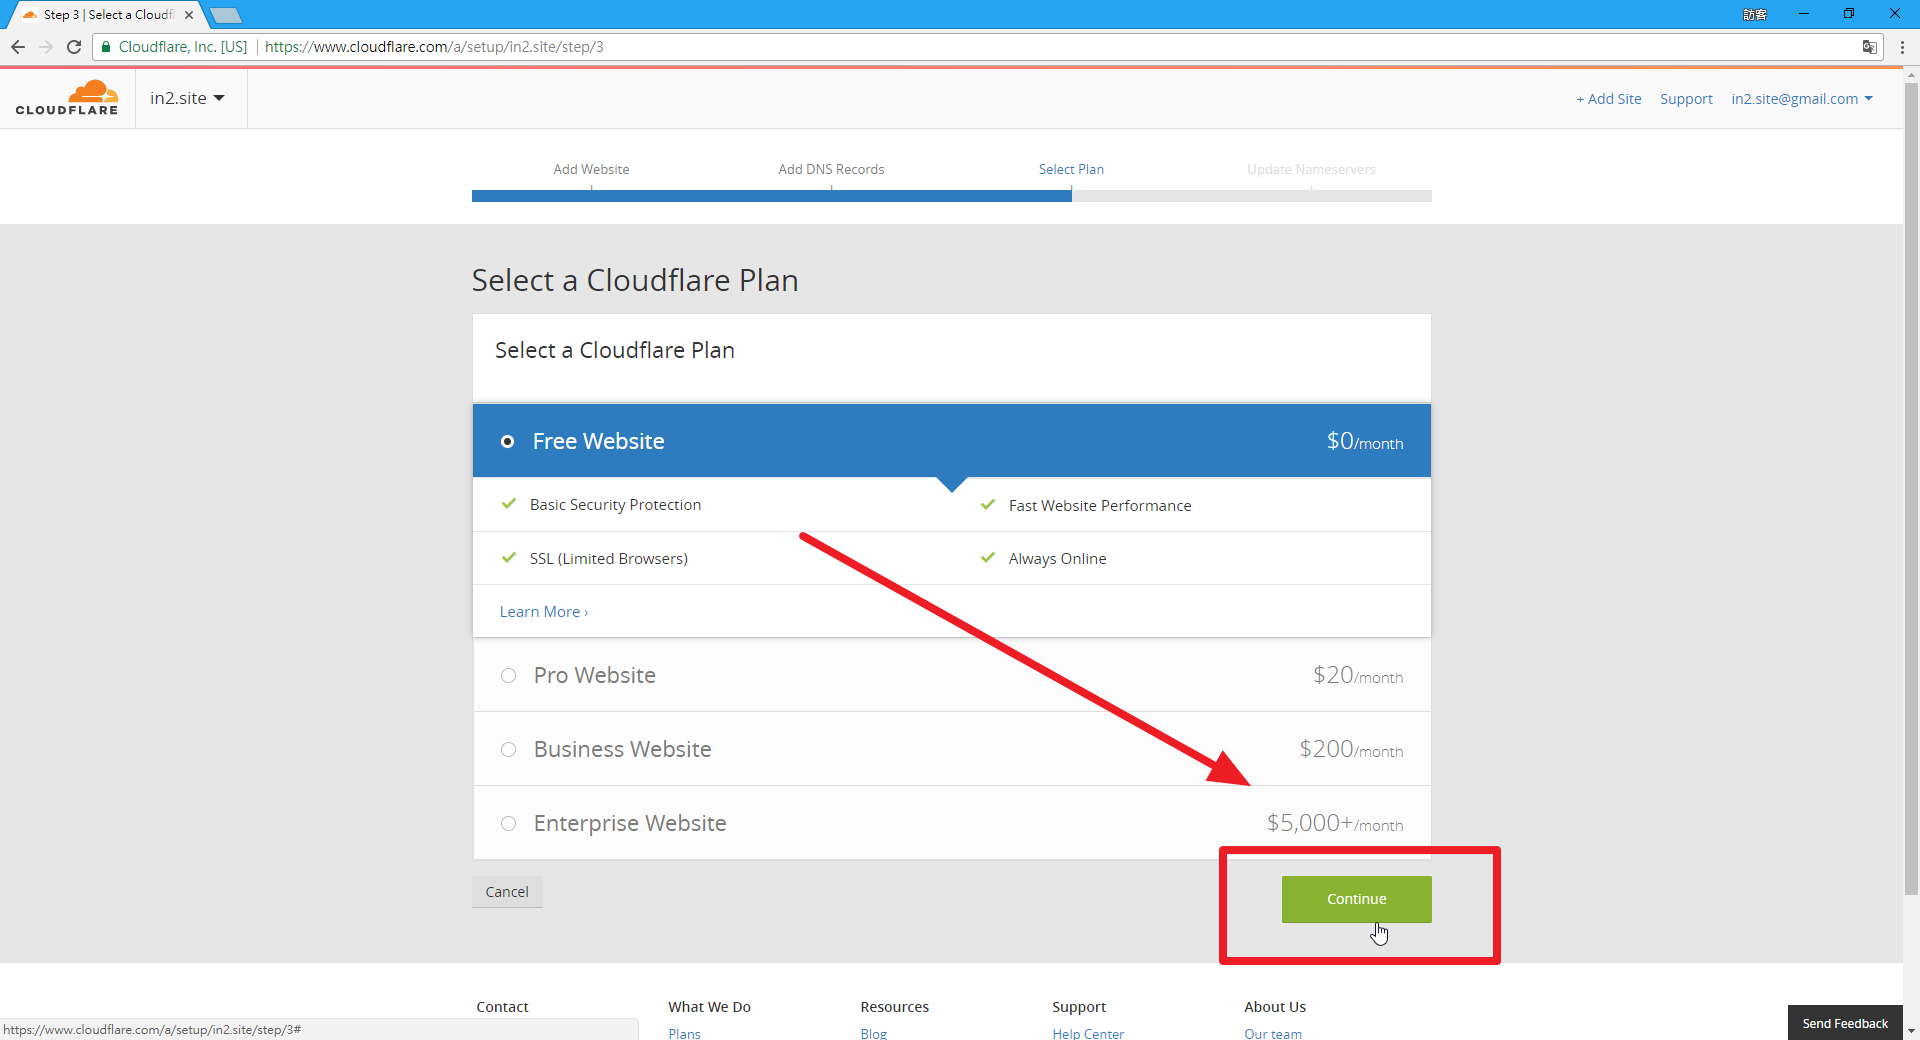 Step 3 | Select a Cloudfl
訪客
Cloudflare, Inc. [US] https://www.cloudflare.com/a/setup/in2.site/step/3
CLOUDFLARE
in2.site
+ Add Site Support in2.site@gmail.com
Add Website Add DNS Records Select Plan Update Nameservers
Select a Cloudflare Plan
Select a Cloudflare Plan
Free Website $0/month
Basic Security Protection Fast Website Performance
SSL (Limited Browsers) Always Online
Learn More ›
Pro Website $20/month
Business Website $200/month
Enterprise Website $5,000+/month
Cancel Continue
Contact What We Do Resources Support About Us
Plans Blog Help Center Our team
https://www.cloudflare.com/a/setup/in2.site/step/3#
Send Feedback